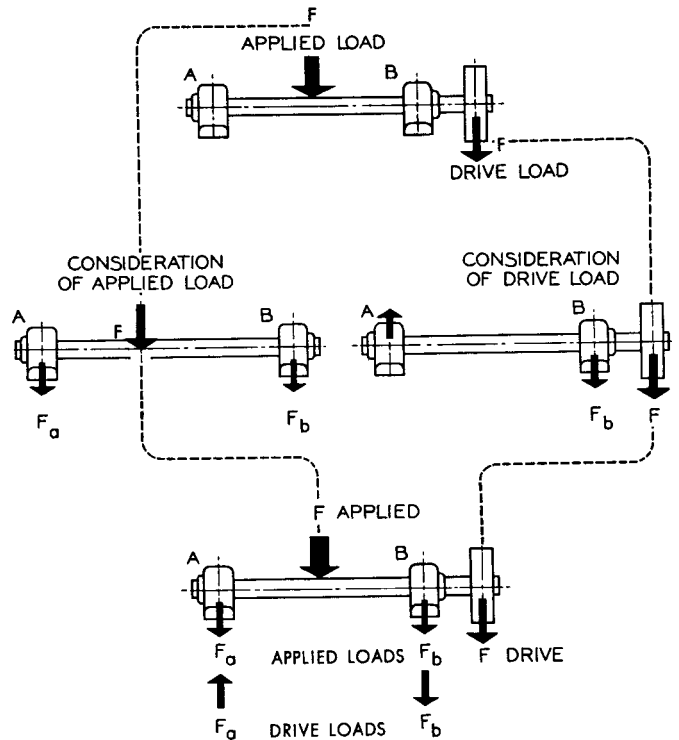 F
APPLIED LOAD
A
B
F
DRIVE LOAD
CONSIDERATION
OF APPLIED LOAD
CONSIDERATION
OF DRIVE LOAD
A
F
B
A
B
Fa
Fb
Fb
F
F APPLIED
A
B
Fa APPLIED LOADS Fb F DRIVE
Fa DRIVE LOADS Fb